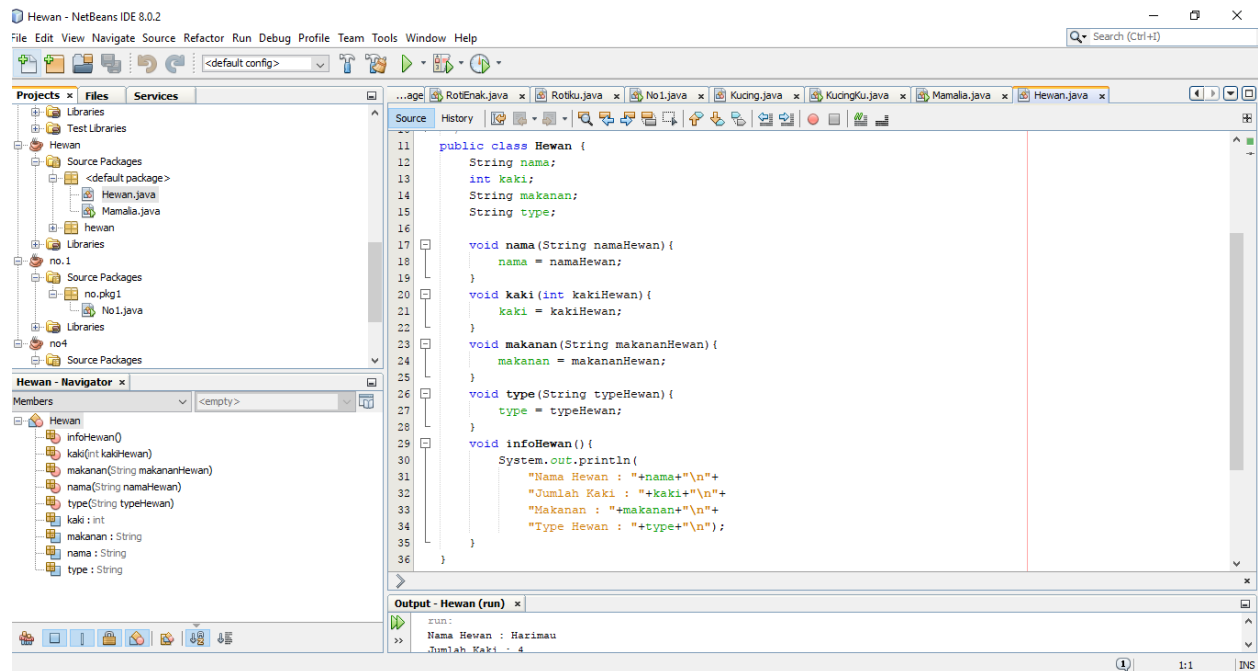 Hewan - NetBeans IDE 8.0.2
File Edit View Navigate Source Refactor Run Debug Profile Team Tools Window Help
Search (Ctrl+I)
<default config>
Projects Files Services
Libraries
Test Libraries
Hewan
Source Packages
<default package>
Hewan.java
Mamalia.java
hewan
Libraries
no.1
Source Packages
no.pkg1
No1.java
Libraries
no4
Source Packages
Hewan - Navigator
Members <empty>
Hewan
infoHewan()
kaki(int kakiHewan)
makanan(String makananHewan)
nama(String namaHewan)
type(String typeHewan)
kaki : int
makanan : String
nama : String
type : String
...age RotiEnak.java Rotiku.java No1.java Kucing.java KucingKu.java Mamalia.java Hewan.java
Source History
11 public class Hewan {
12 String nama;
13 int kaki;
14 String makanan;
15 String type;
16
17 void nama(String namaHewan){
18 nama = namaHewan;
19 }
20 void kaki(int kakiHewan){
21 kaki = kakiHewan;
22 }
23 void makanan(String makananHewan){
24 makanan = makananHewan;
25 }
26 void type(String typeHewan){
27 type = typeHewan;
28 }
29 void infoHewan(){
30 System.out.println(
31 "Nama Hewan : "+nama+"\n"+
32 "Jumlah Kaki : "+kaki+"\n"+
33 "Makanan : "+makanan+"\n"+
34 "Type Hewan : "+type+"\n");
35 }
36 }
Output - Hewan (run)
run:
Nama Hewan : Harimau
Jumlah Kaki : 4
1 1:1 INS